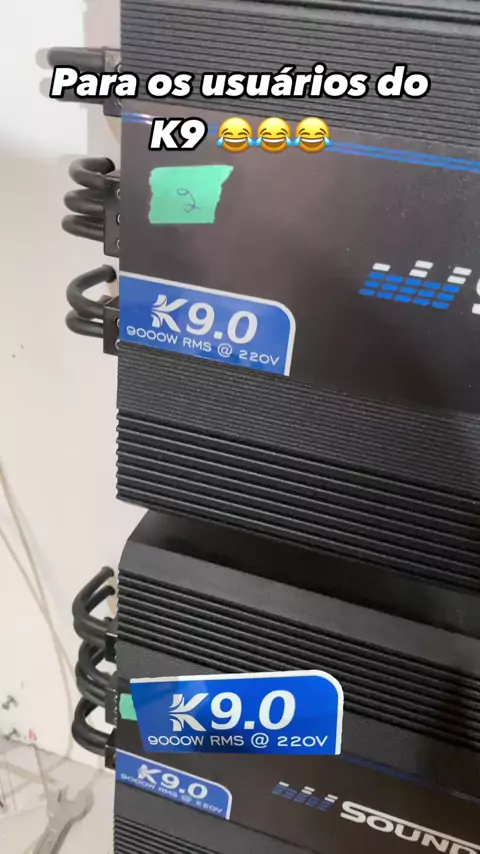 Para os usuários do
K9 😂😂😂
K9.0
9000W RMS @ 220V
K9.0
9000W RMS @ 220V
K9.0
9000W RMS @ 220V
SOUND